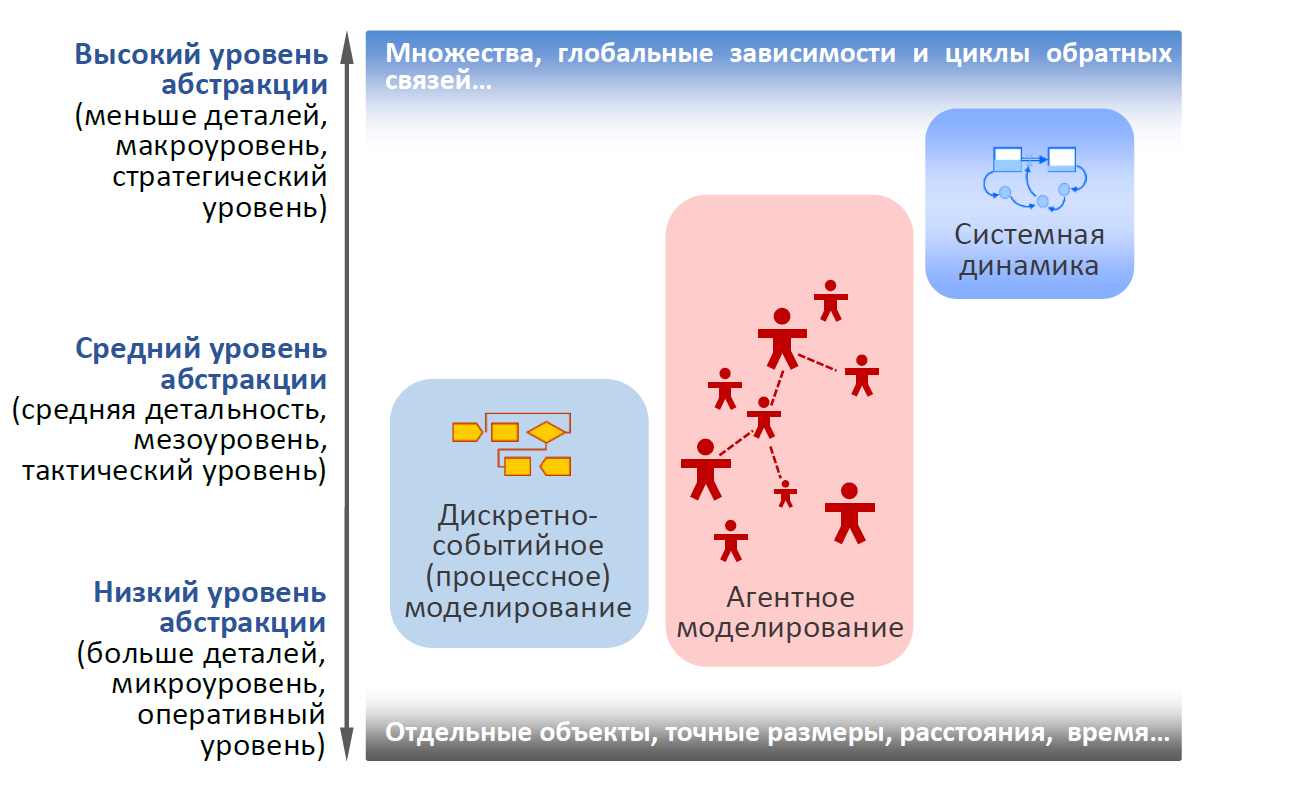 Высокий уровень
абстракции
(меньше деталей,
макроуровень,
стратегический
уровень)
Средний уровень
абстракции
(средняя детальность,
мезоуровень,
тактический уровень)
Низкий уровень
абстракции
(больше деталей,
микроуровень,
оперативный
уровень)
Множества, глобальные зависимости и циклы обратных
связей...
Дискретно-
событийное
(процессное)
моделирование
Агентное
моделирование
Системная
динамика
Отдельные объекты, точные размеры, расстояния, время...